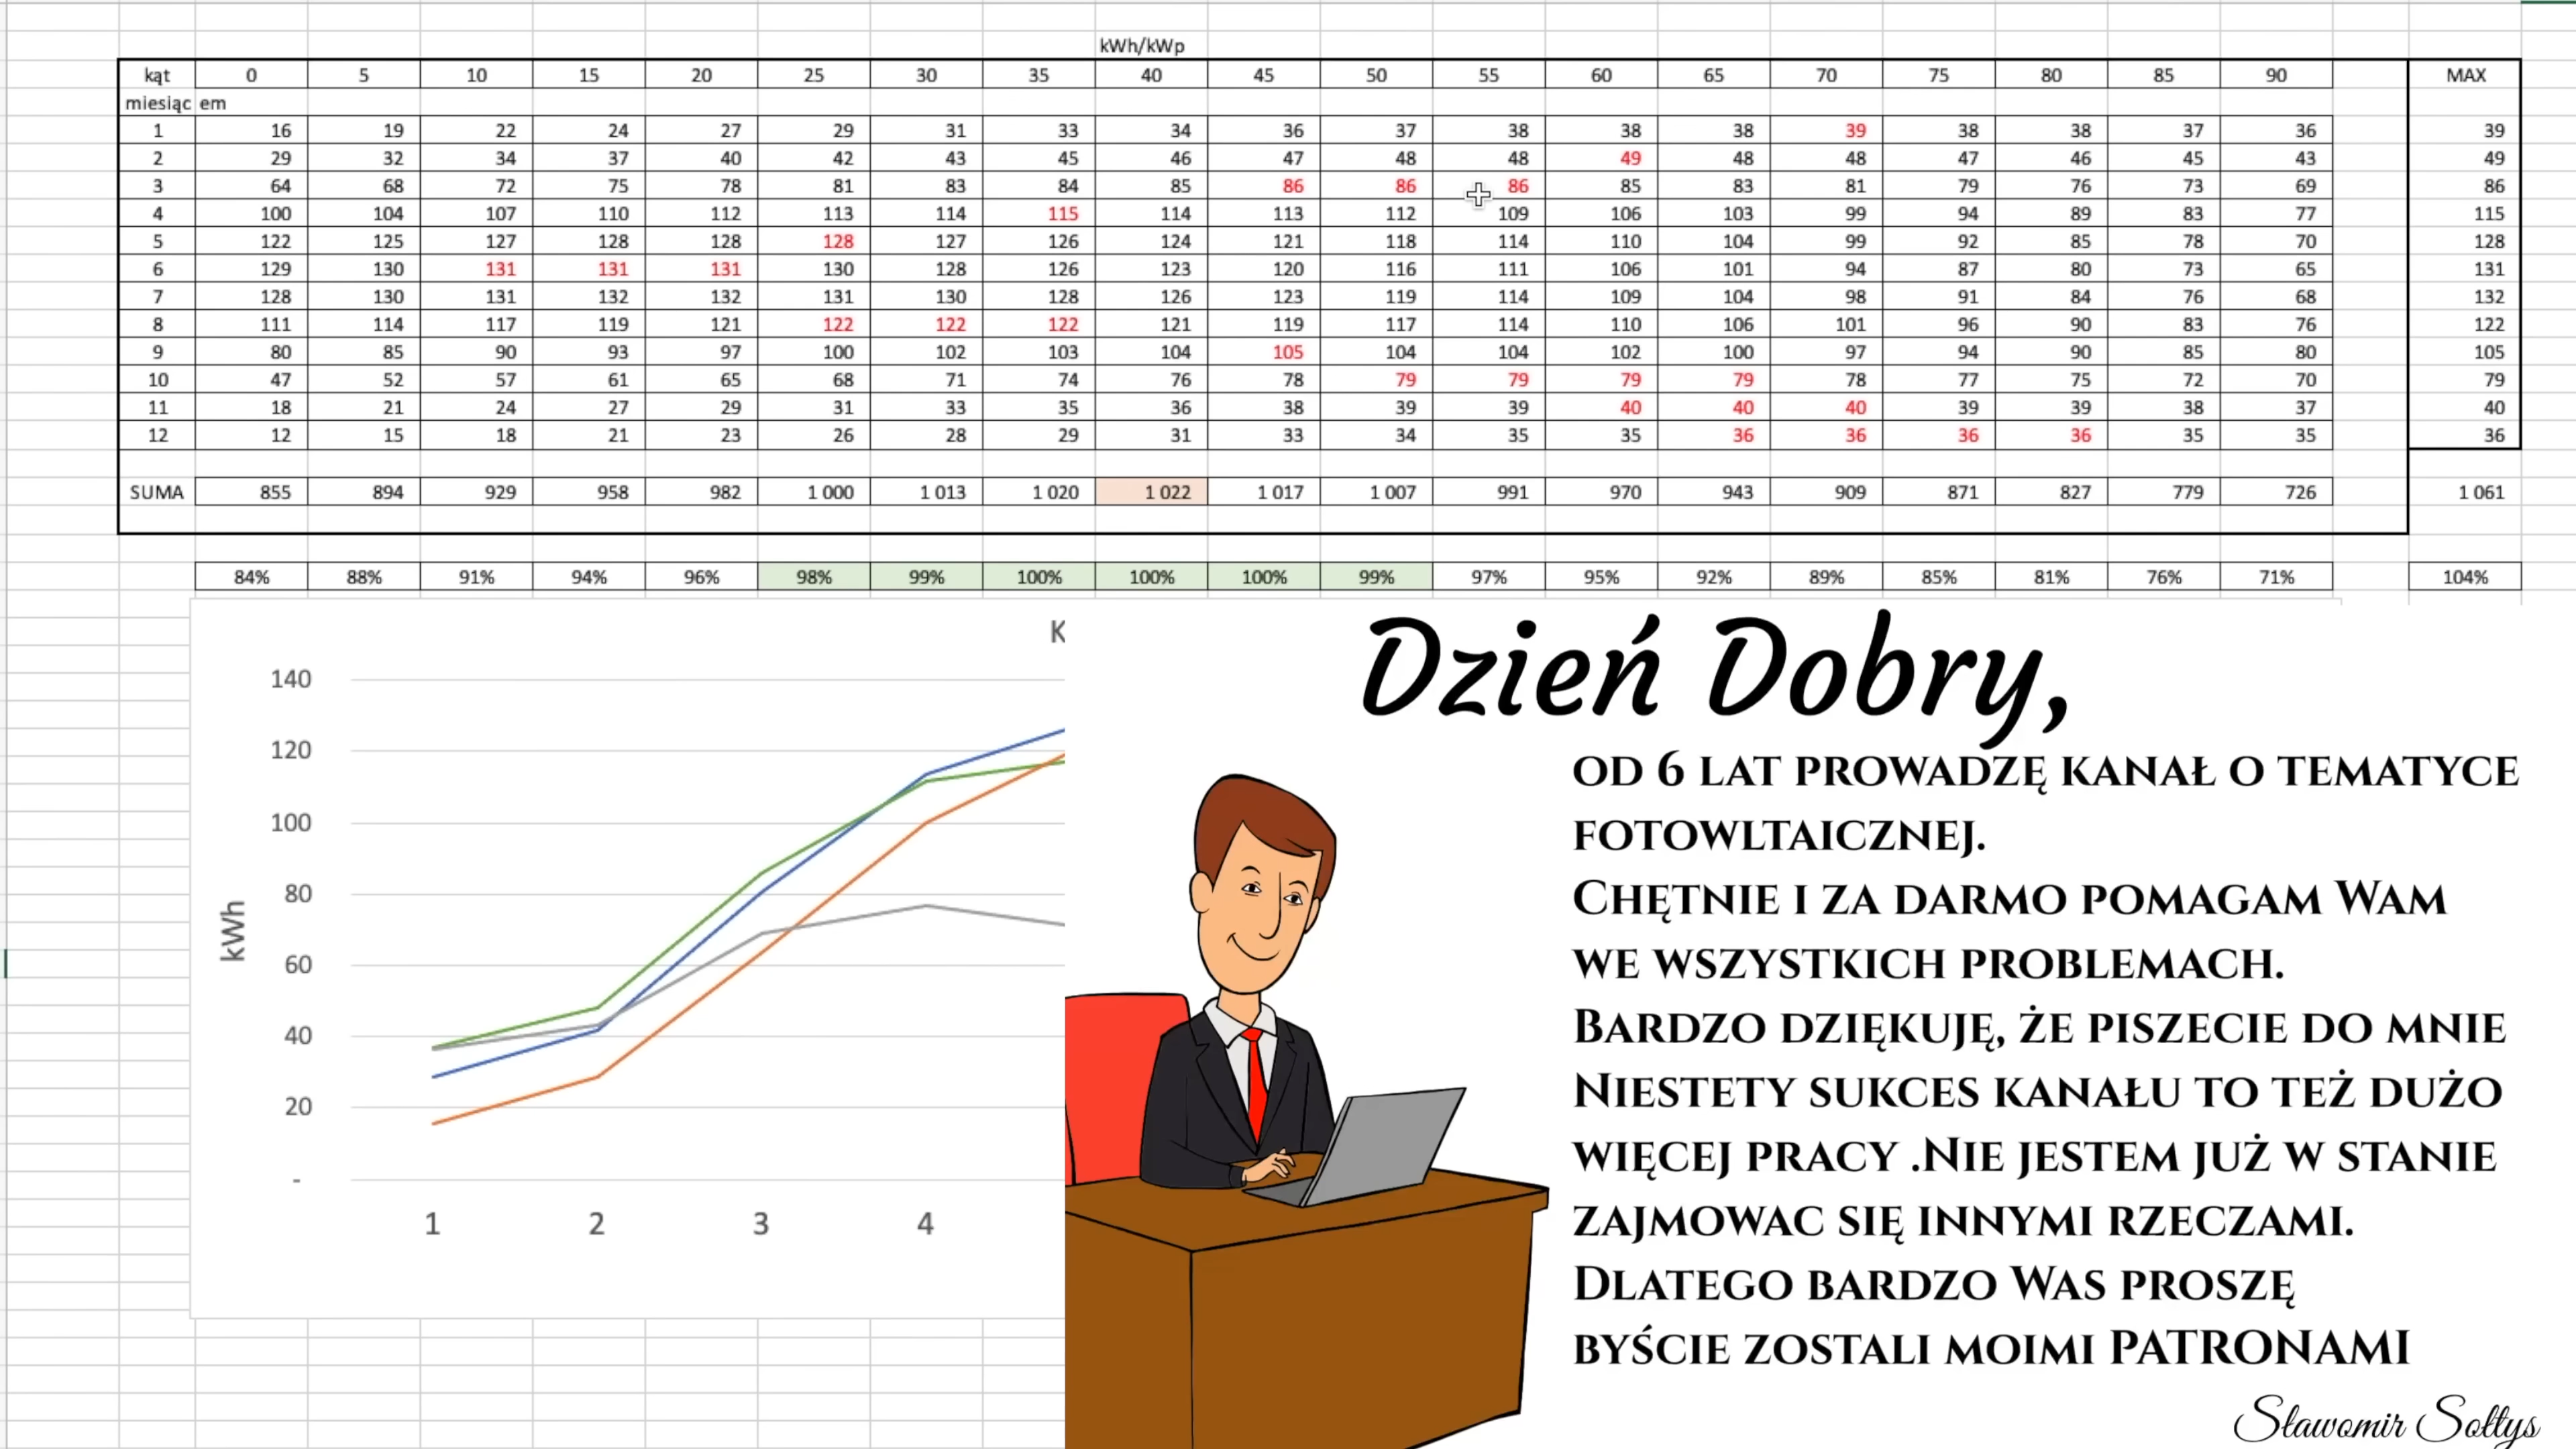 kWh/kWp
kąt 0 5 10 15 20 25 30 35 40 45 50 55 60 65 70 75 80 85 90 MAX
miesiąc em
1 16 19 22 24 27 29 31 33 34 36 37 38 38 38 39 38 38 37 36 39
2 29 32 34 37 40 42 43 45 46 47 48 48 49 48 48 47 46 45 43 49
3 64 68 72 75 78 81 83 84 85 86 86 86 85 83 81 79 76 73 69 86
4 100 104 107 110 112 113 114 115 114 113 112 109 106 103 99 94 89 83 77 115
5 122 125 127 128 128 128 127 126 124 121 118 114 110 104 99 92 85 78 70 128
6 129 130 131 131 131 130 128 126 123 120 116 111 106 101 94 87 80 73 65 131
7 128 130 131 132 132 131 130 128 126 123 119 114 109 104 98 91 84 76 68 132
8 111 114 117 119 121 122 122 122 121 119 117 114 110 106 101 96 90 83 76 122
9 80 85 90 93 97 100 102 103 104 105 104 104 102 100 97 94 90 85 80 105
10 47 52 57 61 65 68 71 74 76 78 79 79 79 79 78 77 75 72 70 79
11 18 21 24 27 29 31 33 35 36 38 39 39 40 40 40 39 39 38 37 40
12 12 15 18 21 23 26 28 29 31 33 34 35 35 36 36 36 36 35 35 36
SUMA 855 894 929 958 982 1 000 1 013 1 020 1 022 1 017 1 007 991 970 943 909 871 827 779 726 1 061
84% 88% 91% 94% 96% 98% 99% 100% 100% 100% 99% 97% 95% 92% 89% 85% 81% 76% 71% 104%
K
140
120
100
80
60
40
20
-
kWh
1 2 3 4
Dzień Dobry,
OD 6 LAT PROWADZĘ KANAŁ O TEMATYCE
FOTOWLTAICZNEJ.
CHĘTNIE I ZA DARMO POMAGAM WAM
WE WSZYSTKICH PROBLEMACH.
BARDZO DZIĘKUJĘ, ŻE PISZECIE DO MNIE
NIESTETY SUKCES KANAŁU TO TEŻ DUŻO
WIĘCEJ PRACY .NIE JESTEM JUŻ W STANIE
ZAJMOWAC SIĘ INNYMI RZECZAMI.
DLATEGO BARDZO WAS PROSZĘ
BYŚCIE ZOSTALI MOIMI PATRONAMI
Sławomir Sołtys